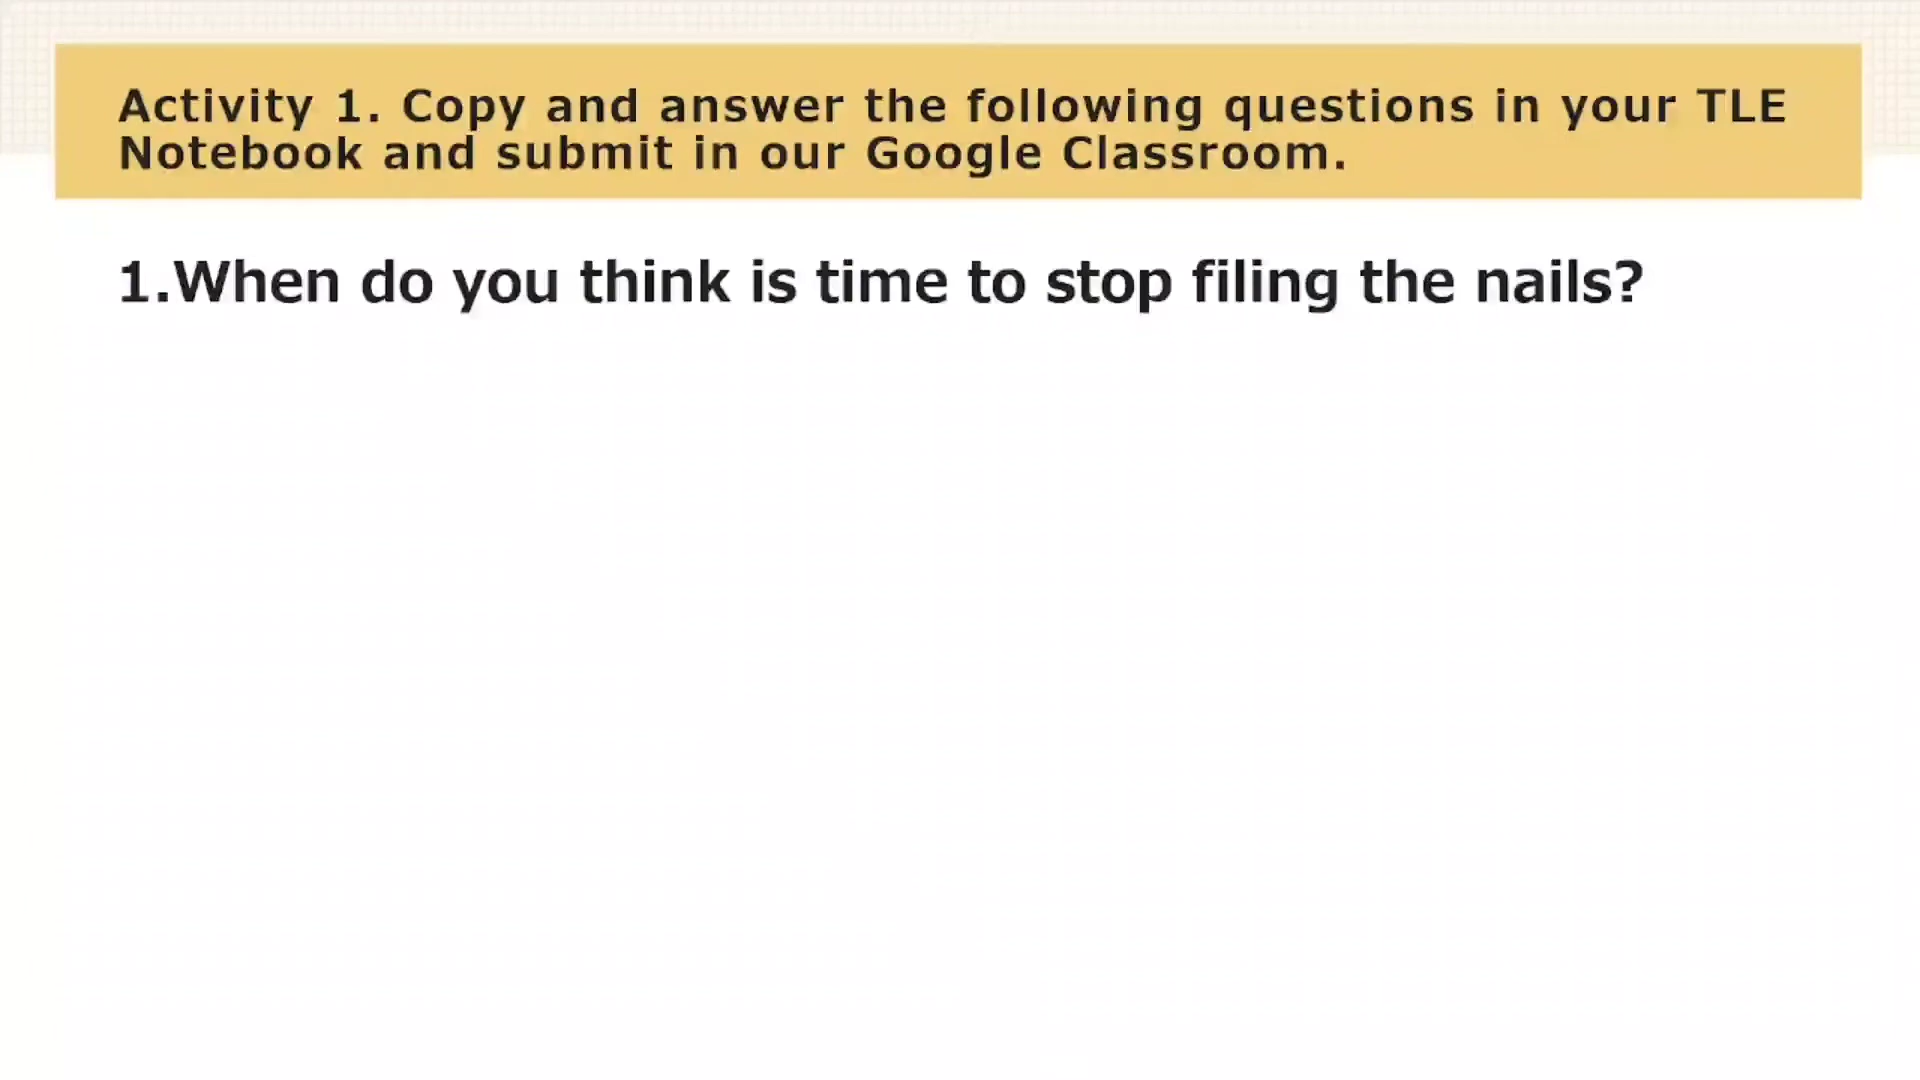 Activity 1. Copy and answer the following questions in your TLE
Notebook and submit in our Google Classroom.
1.When do you think is time to stop filing the nails?